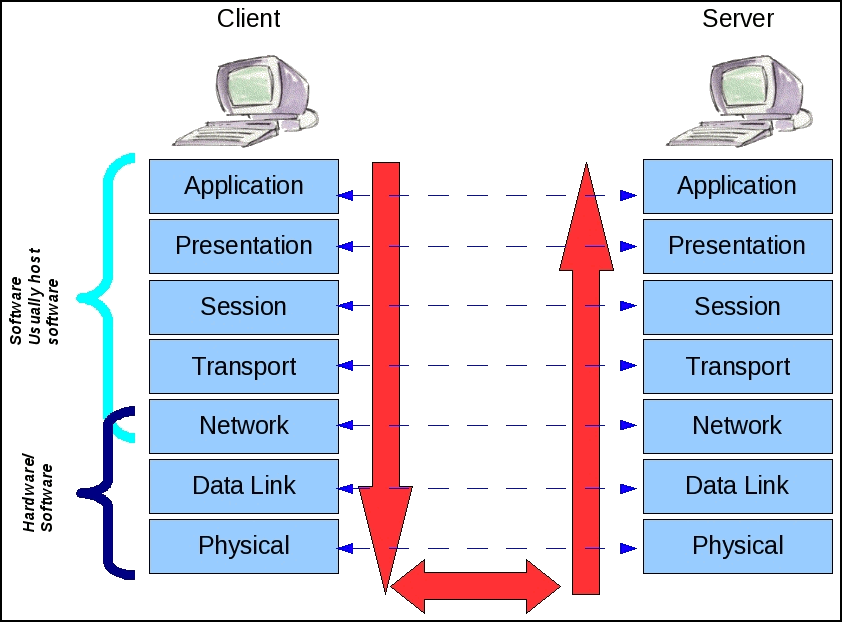 Client
Server
Application
Application
Presentation
Presentation
Session
Session
Transport
Transport
Network
Network
Data Link
Data Link
Physical
Physical
Software
Usually host
software
Hardware/
Software